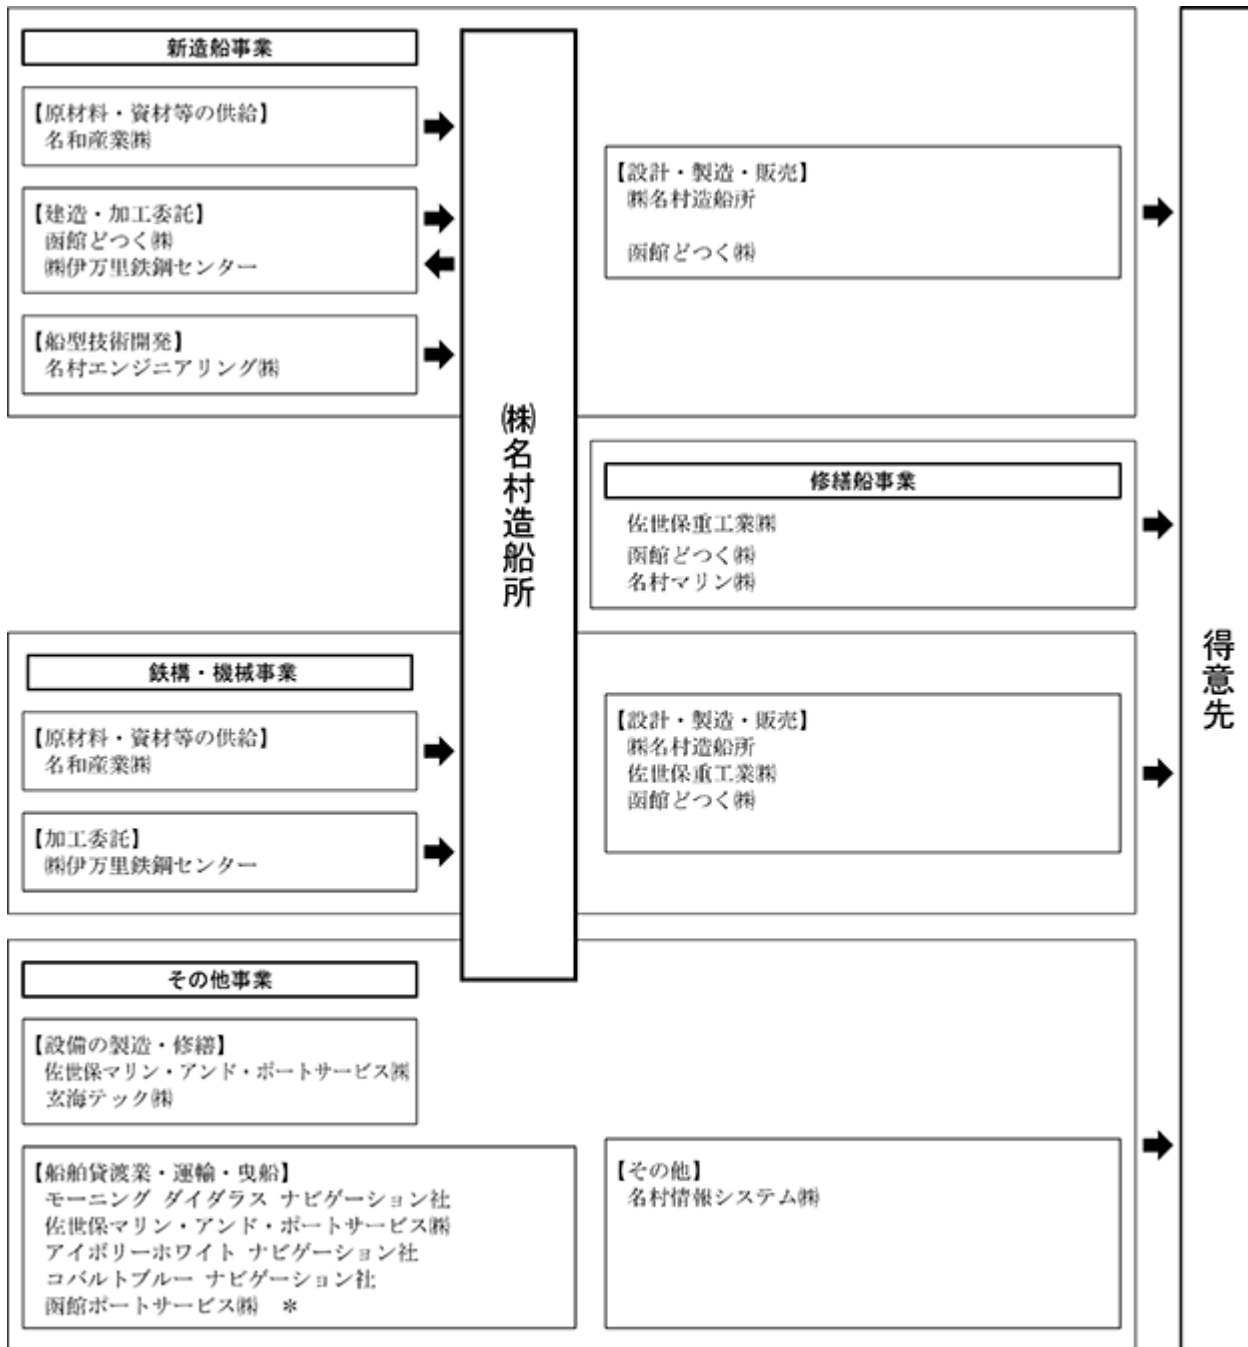 新造船事業
【原材料・資材等の供給】
名和産業㈱
【建造・加工委託】
函館どつく㈱
㈱伊万里鉄鋼センター
【船型技術開発】
名村エンジニアリング㈱
㈱名村造船所
【設計・製造・販売】
㈱名村造船所
函館どつく㈱
修繕船事業
佐世保重工業㈱
函館どつく㈱
名村マリン㈱
鉄構・機械事業
【原材料・資材等の供給】
名和産業㈱
【加工委託】
㈱伊万里鉄鋼センター
【設計・製造・販売】
㈱名村造船所
佐世保重工業㈱
函館どつく㈱
その他事業
【設備の製造・修繕】
佐世保マリン・アンド・ポートサービス㈱
玄海テック㈱
【船舶貸渡業・運輸・曳船】
モーニング ダイダラス ナビゲーション社
佐世保マリン・アンド・ポートサービス㈱
アイボリーホワイト ナビゲーション社
コバルトブルー ナビゲーション社
函館ポートサービス㈱ ＊
【その他】
名村情報システム㈱
得意先